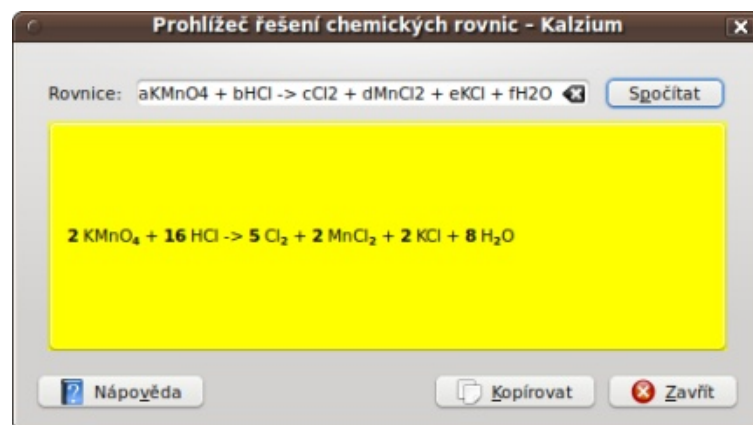 Prohlížeč řešení chemických rovnic – Kalzium
Rovnice: aKMnO4 + bHCl -> cCl2 + dMnCl2 + eKCl + fH2O Spočítat
2 KMnO₄ + 16 HCl -> 5 Cl₂ + 2 MnCl₂ + 2 KCl + 8 H₂O
Nápověda Kopírovat Zavřít